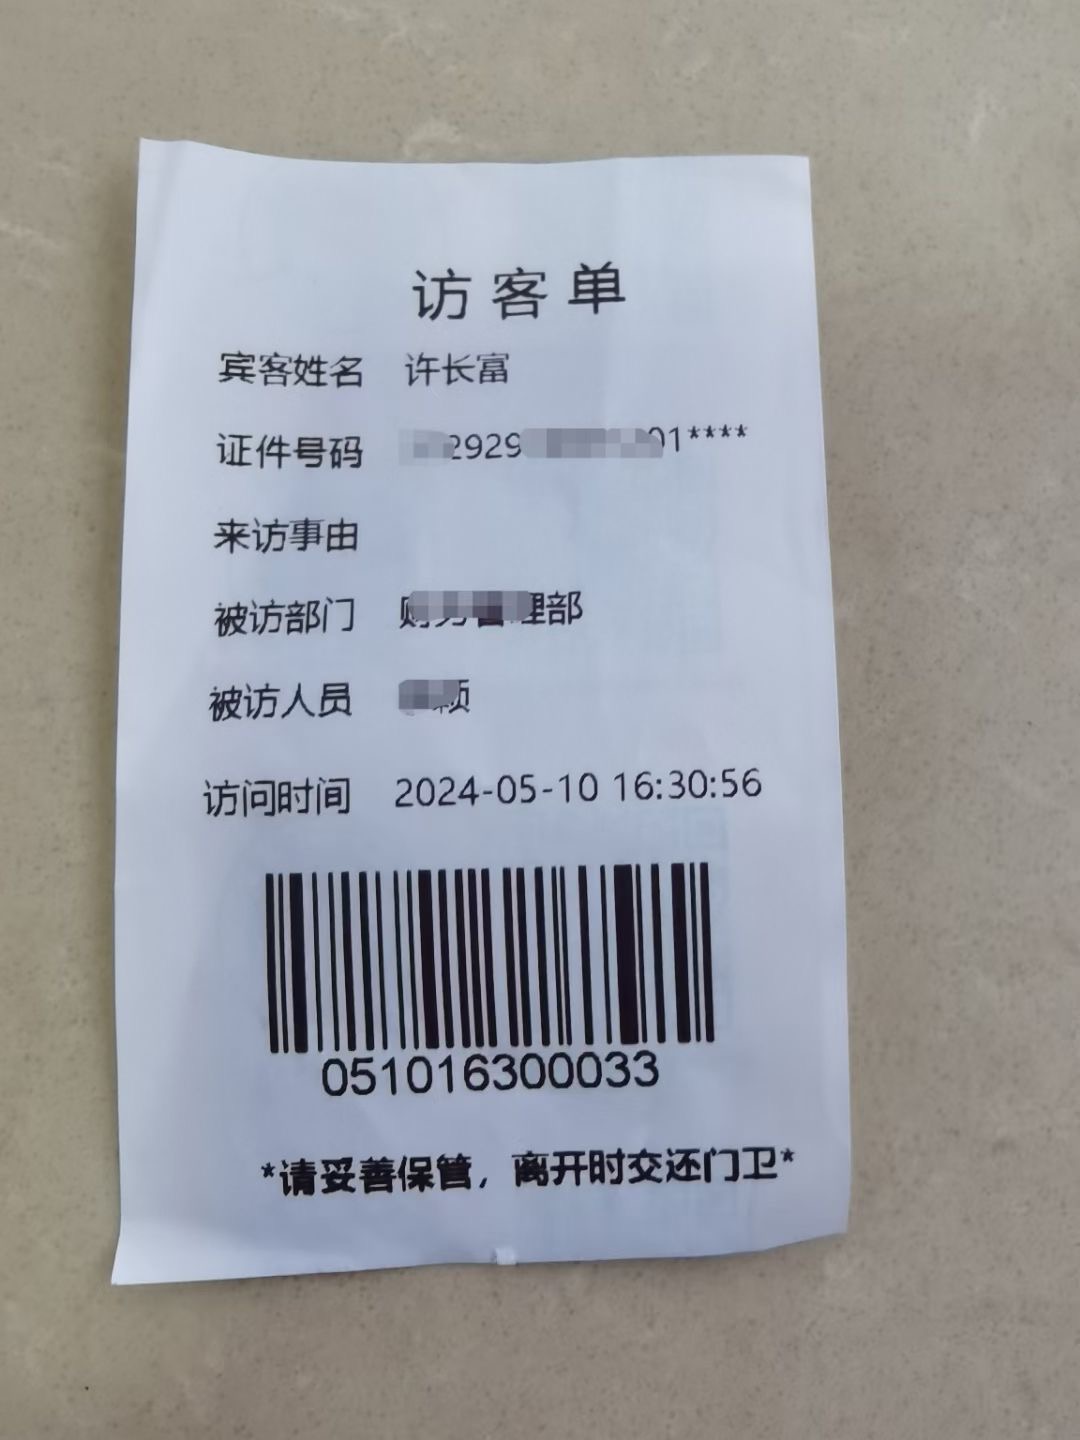 访客单
宾客姓名 许长富
证件号码 2929 01****
来访事由
被访部门 理部
被访人员 颖
访问时间 2024-05-10 16:30:56
051016300033
*请妥善保管，离开时交还门卫*